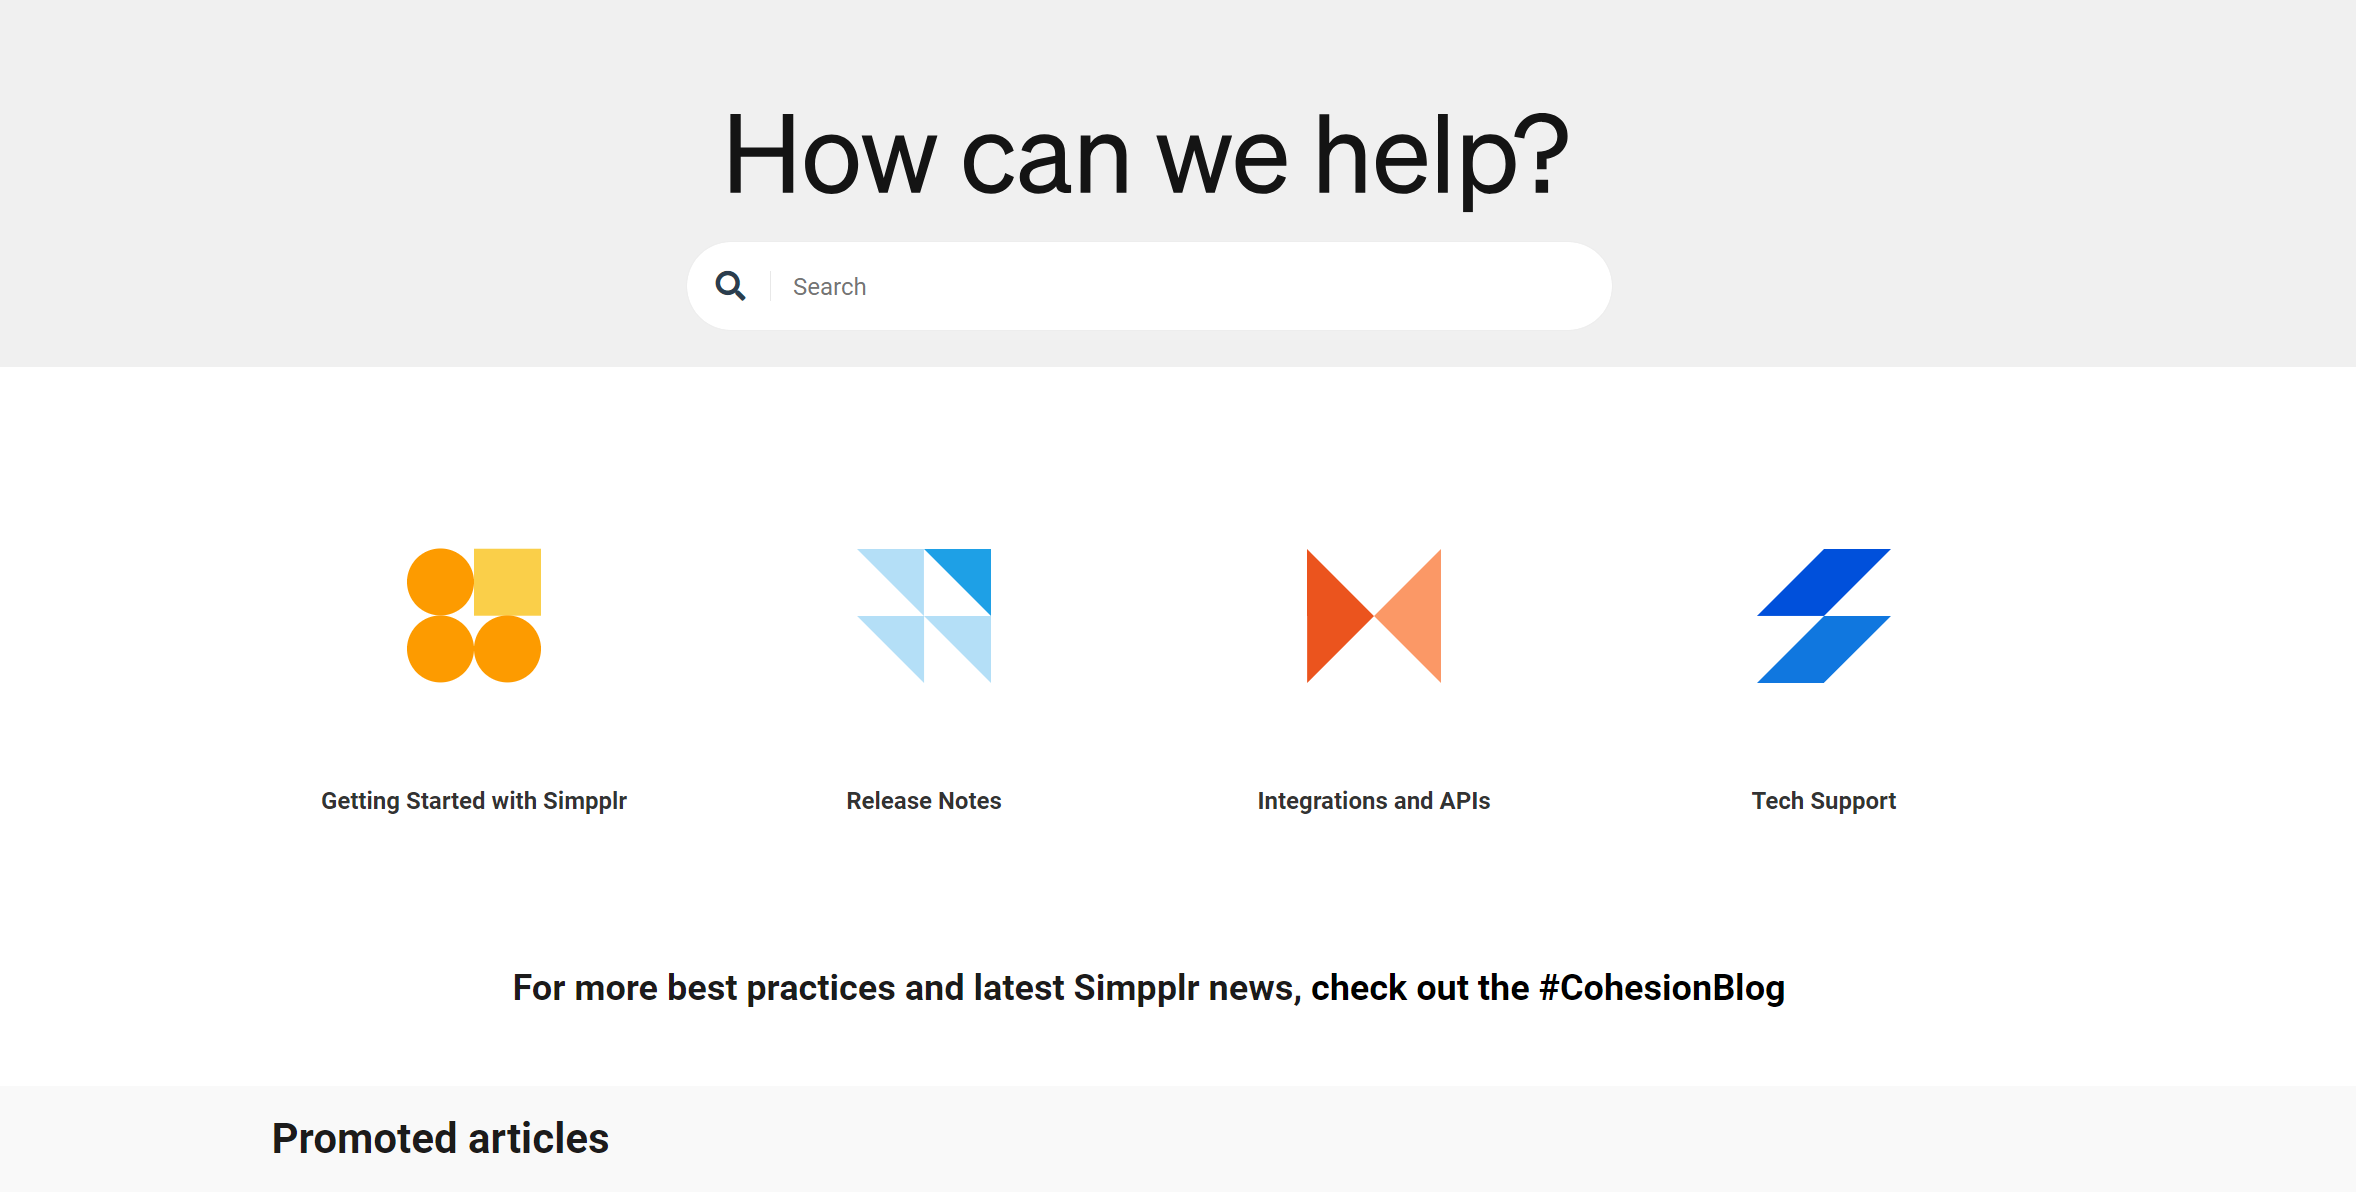 How can we help?
Search
Getting Started with Simpplr
Release Notes
Integrations and APIs
Tech Support
For more best practices and latest Simpplr news, check out the #CohesionBlog
Promoted articles